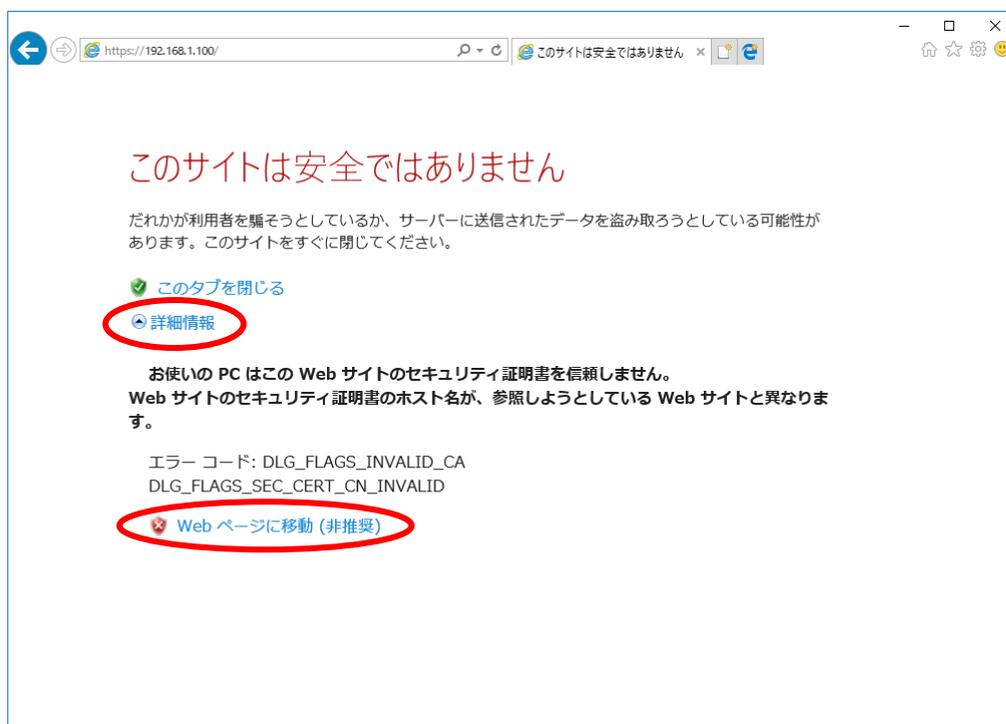 https://192.168.1.100/
このサイトは安全ではありません
このサイトは安全ではありません
だれかが利用者を騙そうとしているか、サーバーに送信されたデータを盗み取ろうとしている可能性が
あります。このサイトをすぐに閉じてください。
このタブを閉じる
詳細情報
お使いの PC はこの Web サイトのセキュリティ証明書を信頼しません。
Web サイトのセキュリティ証明書のホスト名が、参照しようとしている Web サイトと異なりま
す。
エラー コード: DLG_FLAGS_INVALID_CA
DLG_FLAGS_SEC_CERT_CN_INVALID
Web ページに移動 (非推奨)